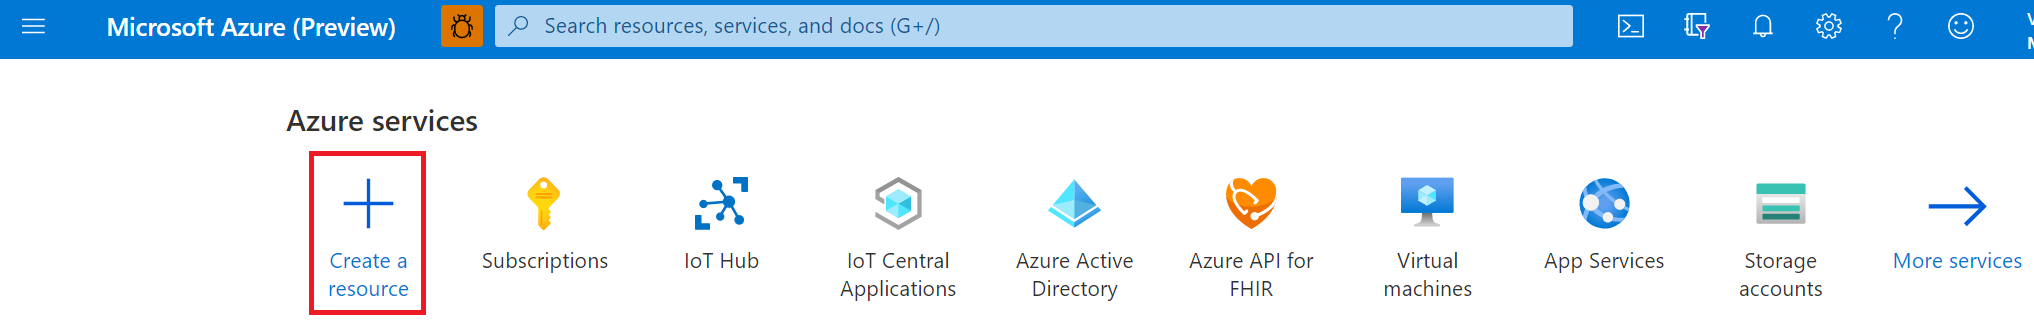 Microsoft Azure (Preview)
Search resources, services, and docs (G+/)
Azure services
Create a
resource
Subscriptions
IoT Hub
IoT Central
Applications
Azure Active
Directory
Azure API for
FHIR
Virtual
machines
App Services
Storage
accounts
More services